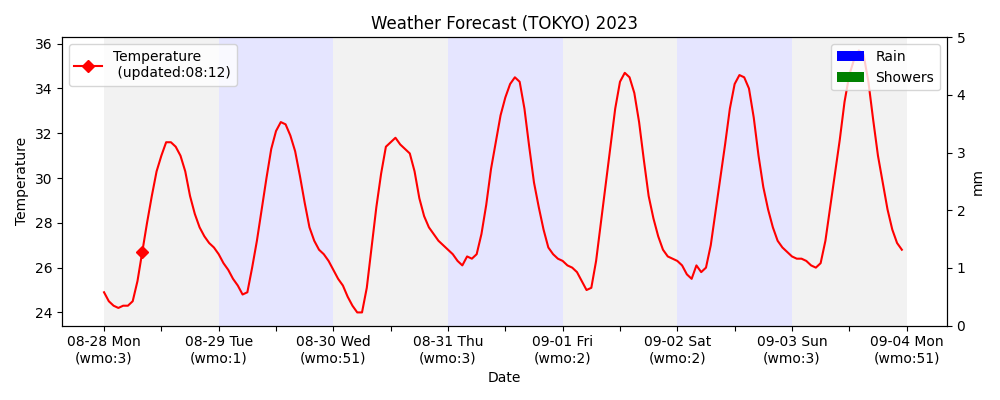 Weather Forecast (TOKYO) 2023
Temperature
(updated:08:12)
Rain
Showers
Temperature
36
34
32
30
28
26
24
5
4
3
2
1
0
mm
08-28 Mon
(wmo:3)
08-29 Tue
(wmo:1)
08-30 Wed
(wmo:51)
08-31 Thu
(wmo:3)
09-01 Fri
(wmo:2)
09-02 Sat
(wmo:2)
09-03 Sun
(wmo:3)
09-04 Mon
(wmo:51)
Date